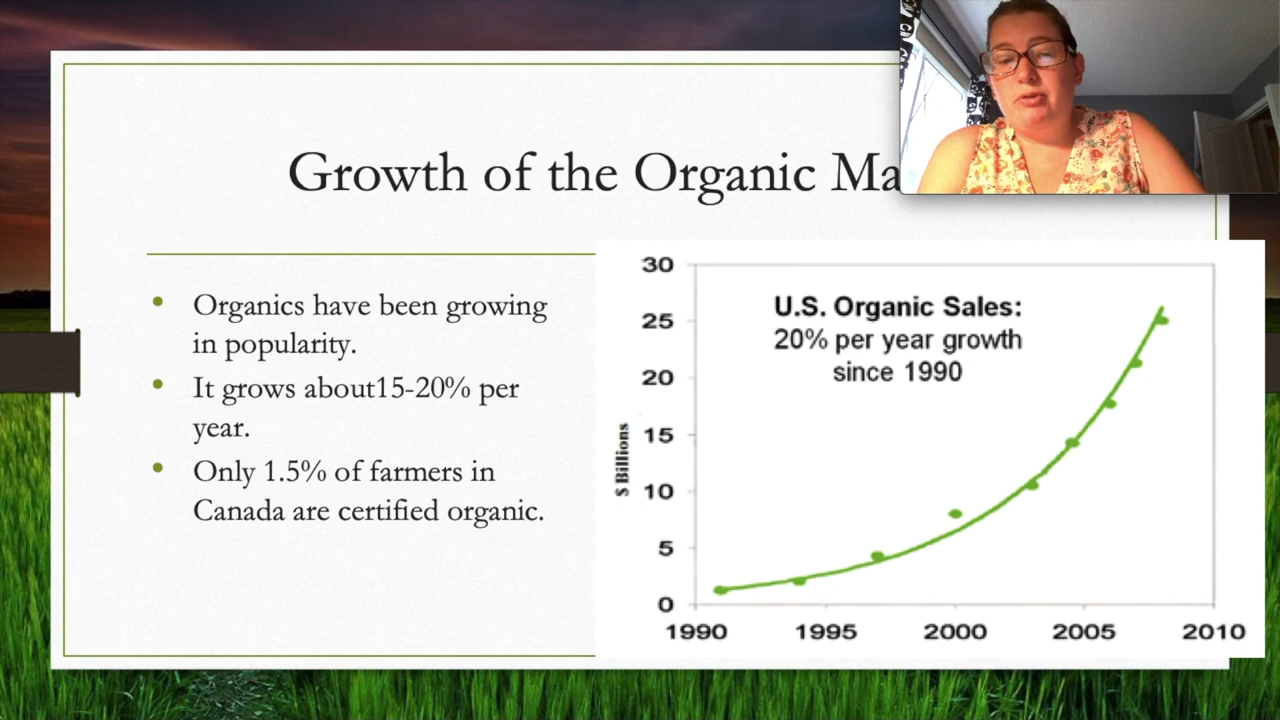 Growth of the Organic Ma
Organics have been growing
in popularity.
It grows about15-20% per
year.
Only 1.5% of farmers in
Canada are certified organic.
30
25
20
15
10
5
0
$ Billions
U.S. Organic Sales:
20% per year growth
since 1990
1990 1995 2000 2005 2010